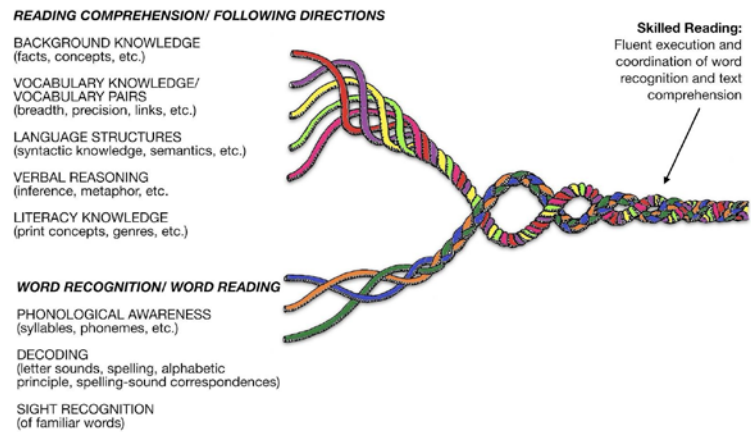 READING COMPREHENSION/ FOLLOWING DIRECTIONS
BACKGROUND KNOWLEDGE
(facts, concepts, etc.)
VOCABULARY KNOWLEDGE/
VOCABULARY PAIRS
(breadth, precision, links, etc.)
LANGUAGE STRUCTURES
(syntactic knowledge, semantics, etc.)
VERBAL REASONING
(inference, metaphor, etc.
LITERACY KNOWLEDGE
(print concepts, genres, etc.)
WORD RECOGNITION/ WORD READING
PHONOLOGICAL AWARENESS
(syllables, phonemes, etc.)
DECODING
(letter sounds, spelling, alphabetic
principle, spelling-sound correspondences)
SIGHT RECOGNITION
(of familiar words)
Skilled Reading:
Fluent execution and
coordination of word
recognition and text
comprehension